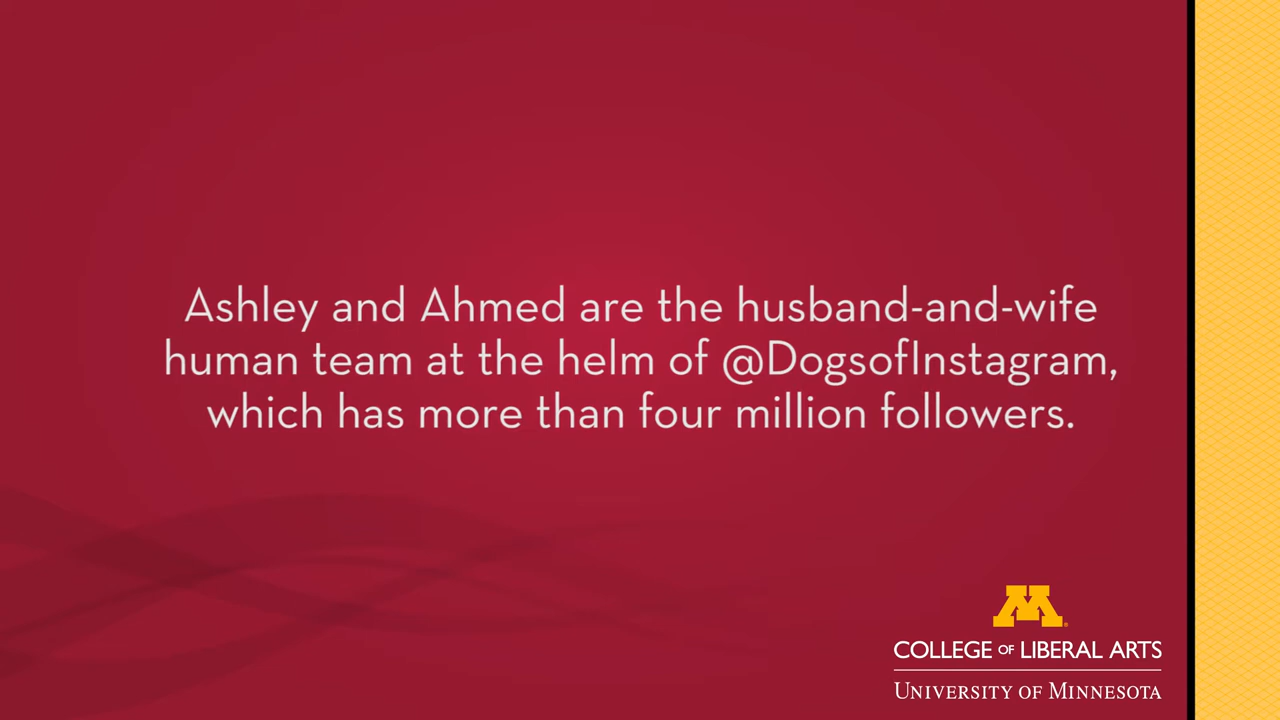 Ashley and Ahmed are the husband-and-wife
human team at the helm of @DogsofInstagram,
which has more than four million followers.
M
COLLEGE OF LIBERAL ARTS
UNIVERSITY OF MINNESOTA